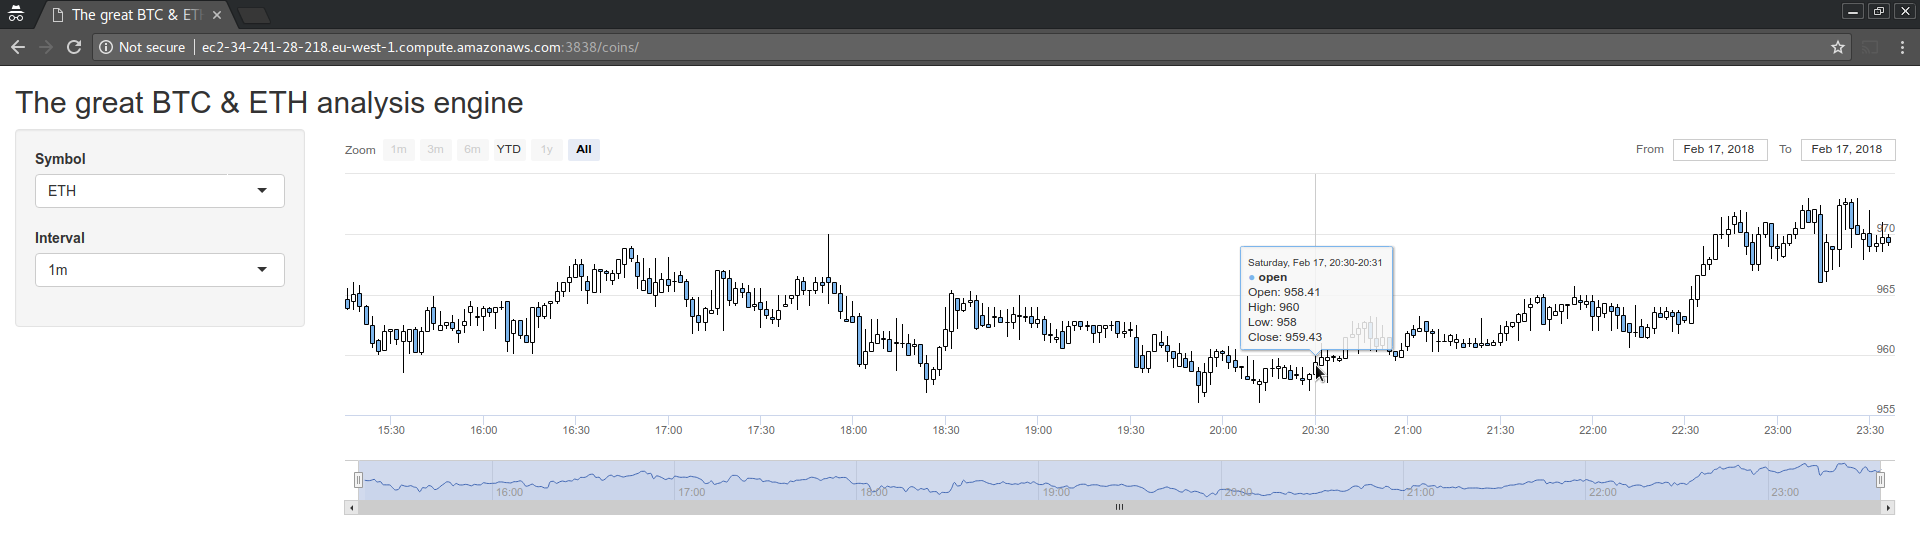 The great BTC & ET
Not secure | ec2-34-241-28-218.eu-west-1.compute.amazonaws.com:3838/coins/
The great BTC & ETH analysis engine
Symbol
ETH
Interval
1m
Zoom 1m 3m 6m YTD 1y All
From Feb 17, 2018 To Feb 17, 2018
970
965
960
955
Saturday, Feb 17, 20:30-20:31
● open
Open: 958.41
High: 960
Low: 958
Close: 959.43
15:30 16:00 16:30 17:00 17:30 18:00 18:30 19:00 19:30 20:00 20:30 21:00 21:30 22:00 22:30 23:00 23:30
16:00 17:00 18:00 19:00 20:00 21:00 22:00 23:00